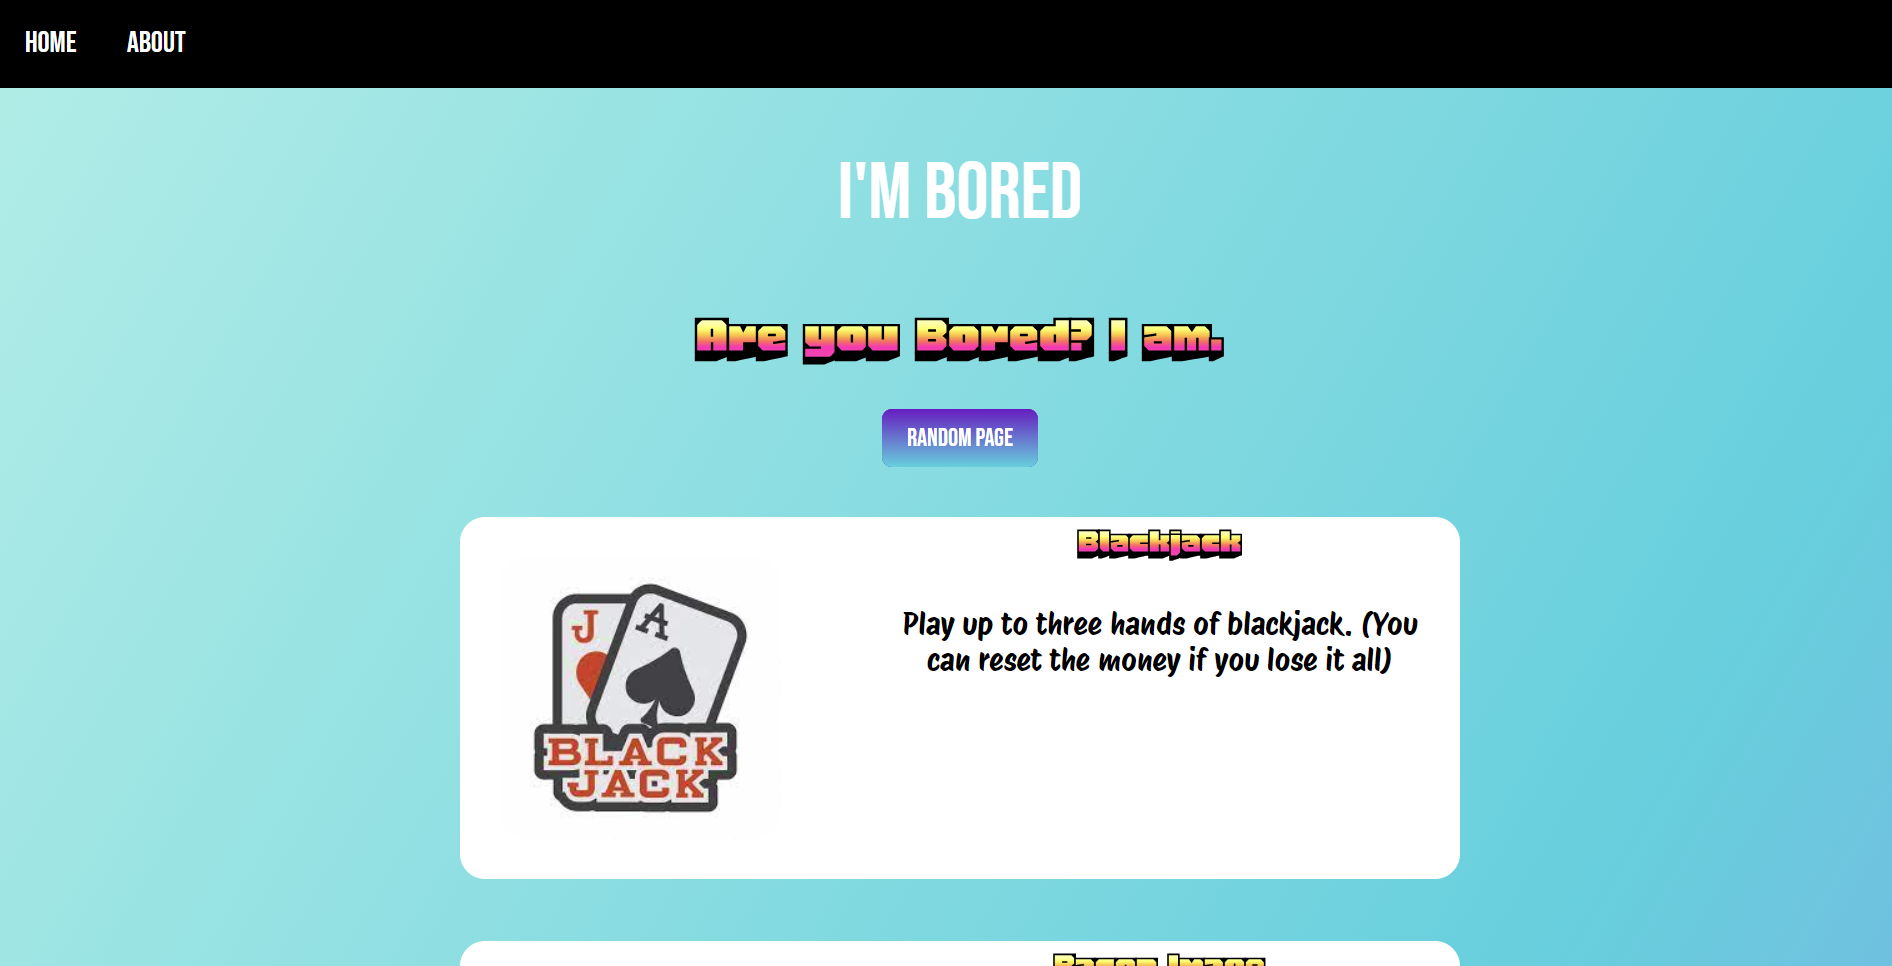 HOME ABOUT
I'M BORED
Are you Bored? I am.
RANDOM PAGE
Blackjack
Play up to three hands of blackjack. (You
can reset the money if you lose it all)
J A
BLACK
JACK